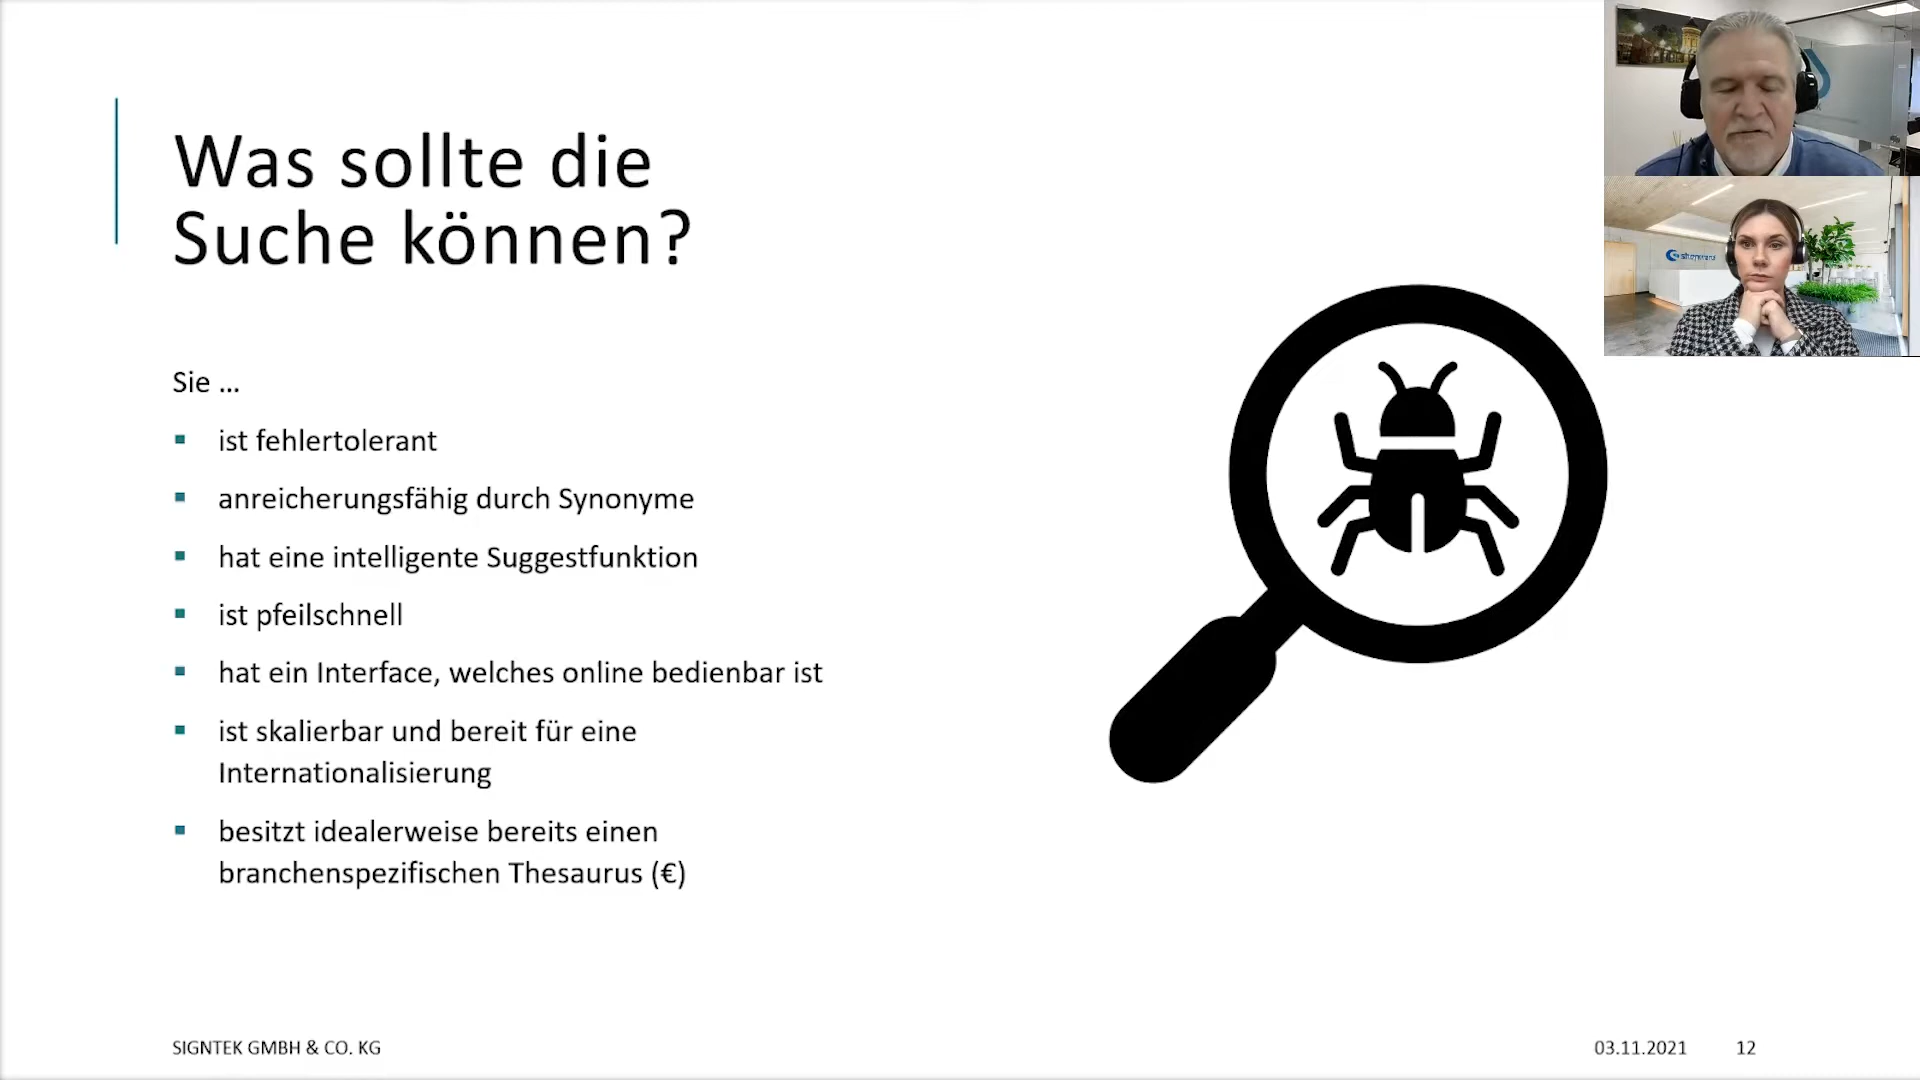 Was sollte die
Suche können?
Sie ...
ist fehlertolerant
anreicherungsfähig durch Synonyme
hat eine intelligente Suggestfunktion
ist pfeilschnell
hat ein Interface, welches online bedienbar ist
ist skalierbar und bereit für eine
Internationalisierung
besitzt idealerweise bereits einen
branchenspezifischen Thesaurus (€)
SIGNTEK GMBH & CO. KG
03.11.2021
12